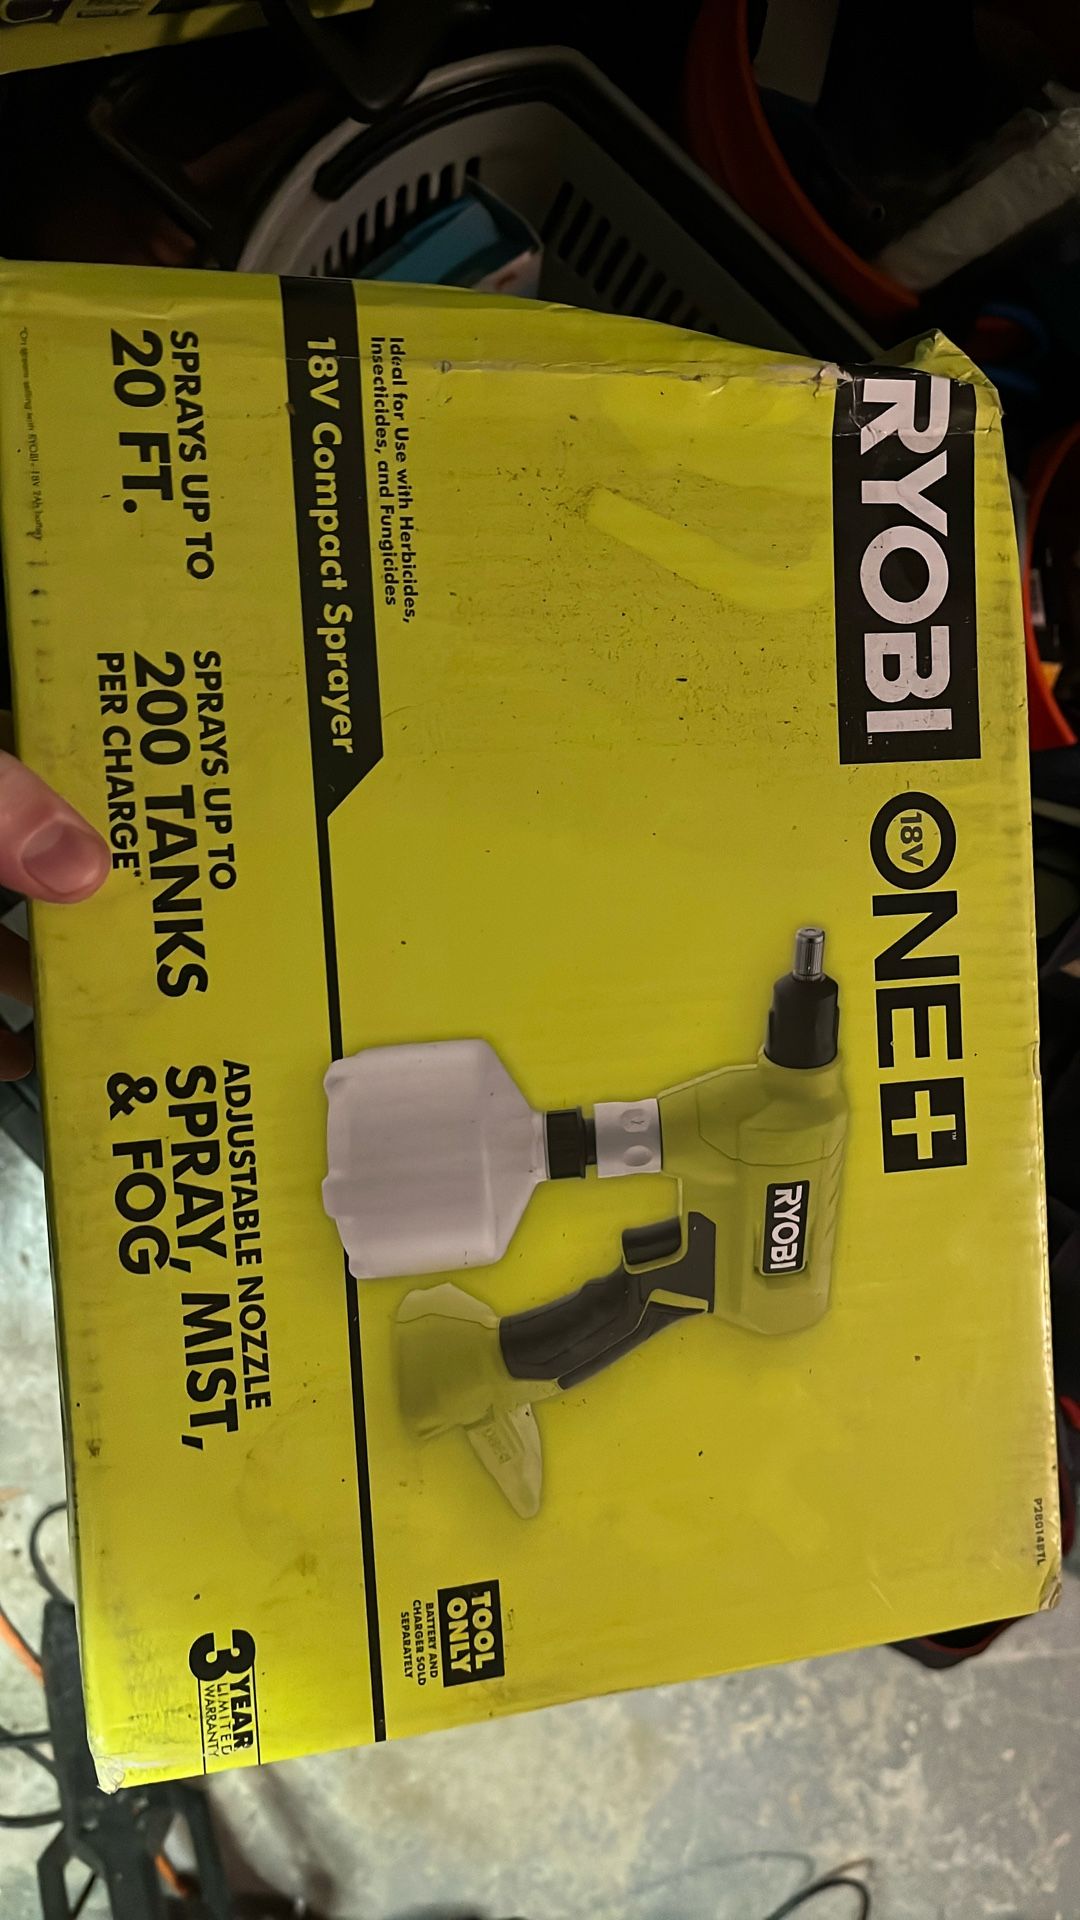 RYOBI™
18V ONE+™
P28014BTL
RYOBI
Ideal for Use with Herbicides,
Insecticides, and Fungicides
18V Compact Sprayer
TOOL
ONLY
BATTERY AND
CHARGER SOLD
SEPARATELY
SPRAYS UP TO
20 FT.
SPRAYS UP TO
200 TANKS
PER CHARGE*
ADJUSTABLE NOZZLE
SPRAY, MIST,
& FOG
3 YEAR
LIMITED
WARRANTY